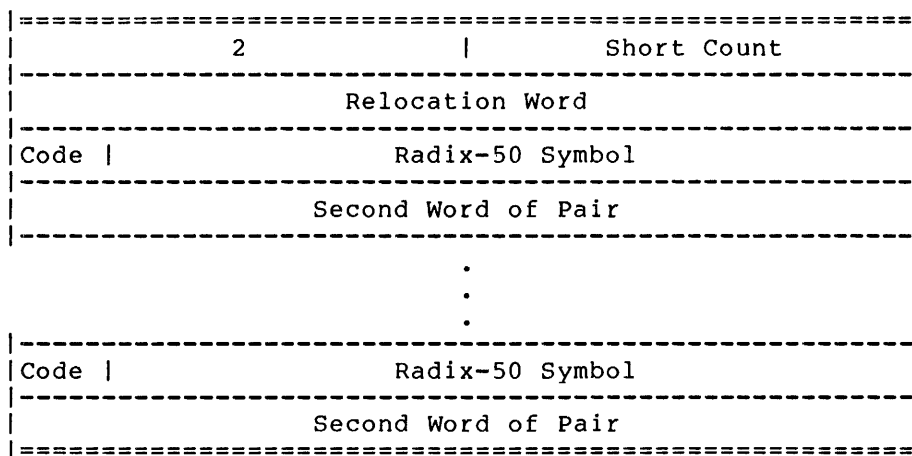 |=======================================================
| 2 | Short Count
|-------------------------------------------------------
| Relocation Word
|-------------------------------------------------------
|Code | Radix-50 Symbol
|-------------------------------------------------------
| Second Word of Pair
|-------------------------------------------------------
.
.
.
|-------------------------------------------------------
|Code | Radix-50 Symbol
|-------------------------------------------------------
| Second Word of Pair
|=======================================================